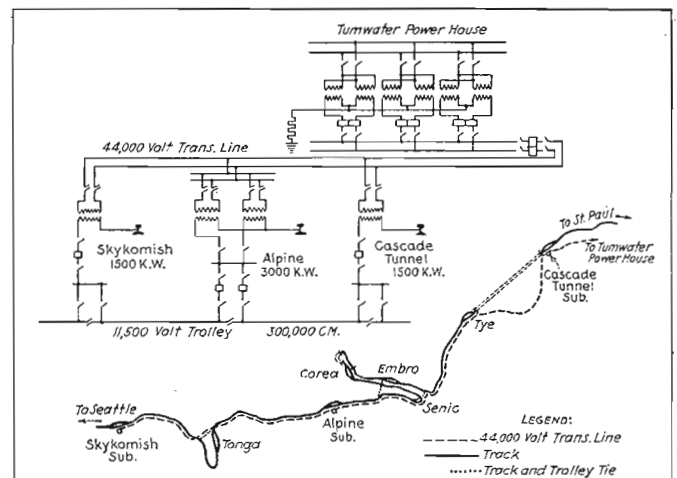 Tumwater Power House
44,000 Volt Trans. Line
Skykomish
1500 K.W.
Alpine
3000 K.W.
Cascade
Tunnel
1500 K.W.
11,500 Volt Trolley
300,000 CM.
To St. Paul
To Tumwater
Power House
Cascade
Tunnel
Sub.
Tye
Corea
Embro
Senic
To Seattle
Skykomish
Sub.
Tonga
Alpine
Sub.
LEGEND:
44,000 Volt Trans. Line
Track
Track and Trolley Tie